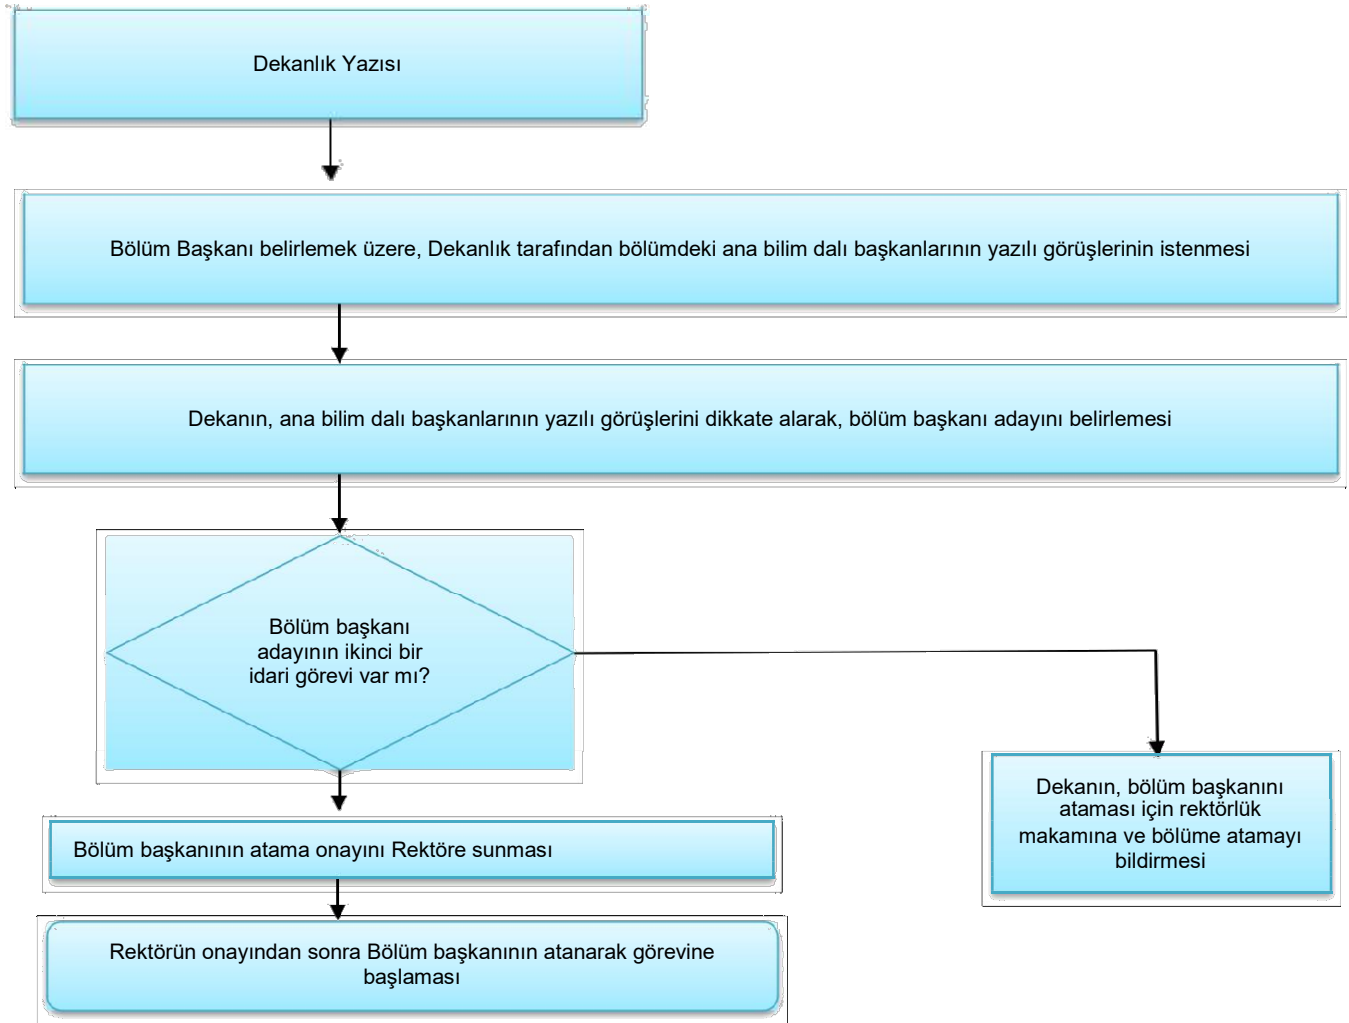 Dekanlık Yazısı
Bölüm Başkanı belirlemek üzere, Dekanlık tarafından bölümdeki ana bilim dalı başkanlarının yazılı görüşlerinin istenmesi
Dekanın, ana bilim dalı başkanlarının yazılı görüşlerini dikkate alarak, bölüm başkanı adayını belirlemesi
Bölüm başkanı
adayının ikinci bir
idari görevi var mı?
Dekanın, bölüm başkanını
ataması için rektörlük
makamına ve bölüme atamayı
bildirmesi
Bölüm başkanının atama onayını Rektöre sunması
Rektörün onayından sonra Bölüm başkanının atanarak görevine
başlaması